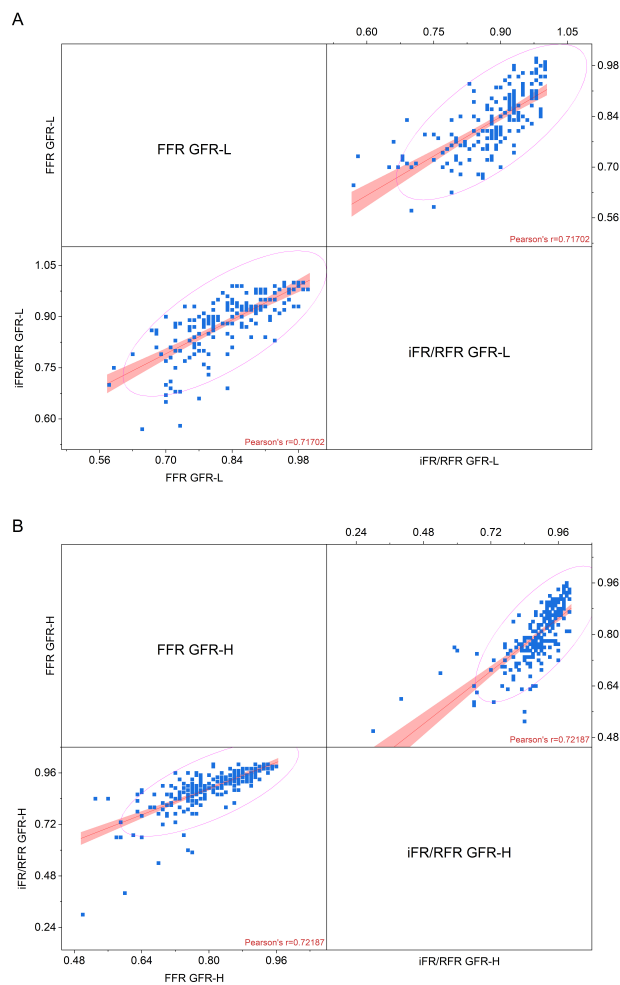 A
0.60 0.75 0.90 1.05
FFR GFR-L
FFR GFR-L
0.98
0.84
0.70
0.56
Pearson's r=0.71702
iFR/RFR GFR-L
1.05
0.90
0.75
0.60
iFR/RFR GFR-L
Pearson's r=0.71702
0.56 0.70 0.84 0.98
FFR GFR-L
iFR/RFR GFR-L
B
0.24 0.48 0.72 0.96
FFR GFR-H
FFR GFR-H
0.96
0.80
0.64
0.48
Pearson's r=0.72187
iFR/RFR GFR-H
0.96
0.72
0.48
0.24
iFR/RFR GFR-H
Pearson's r=0.72187
0.48 0.64 0.80 0.96
FFR GFR-H
iFR/RFR GFR-H